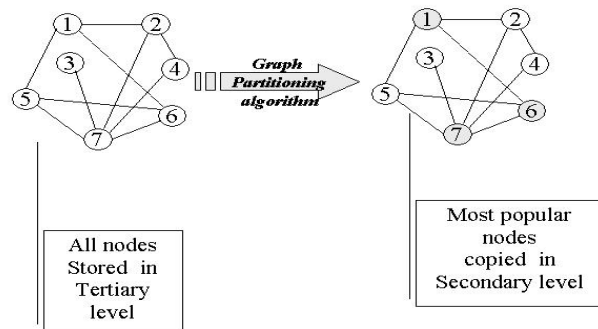 1
2
3
4
5
6
7
Graph
Partitioning
algorithm
1
2
3
4
5
6
7
All nodes
Stored in
Tertiary
level
Most popular
nodes
copied in
Secondary level